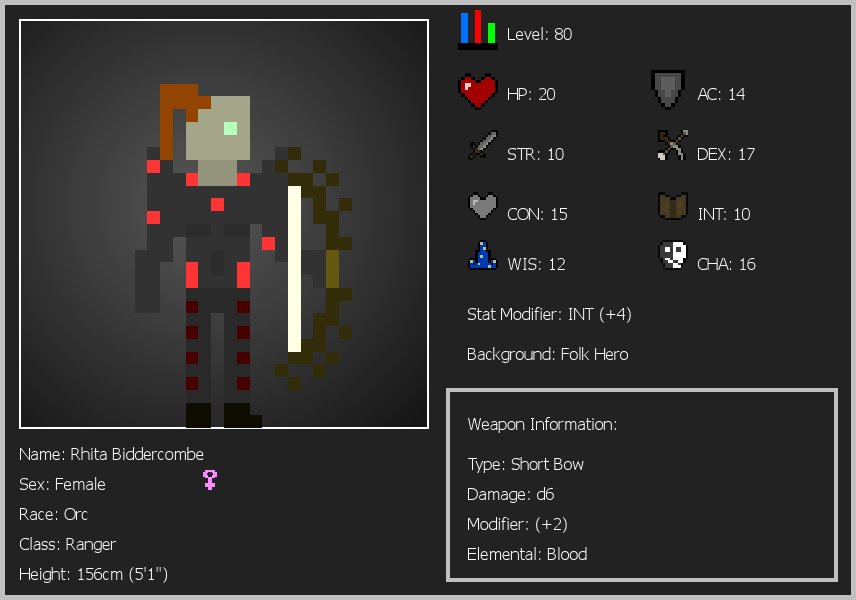 Level: 80
HP: 20
AC: 14
STR: 10
DEX: 17
CON: 15
INT: 10
WIS: 12
CHA: 16
Stat Modifier: INT (+4)
Background: Folk Hero
Weapon Information:
Type: Short Bow
Damage: d6
Modifier: (+2)
Elemental: Blood
Name: Rhita Biddercombe
Sex: Female
Race: Orc
Class: Ranger
Height: 156cm (5'1")